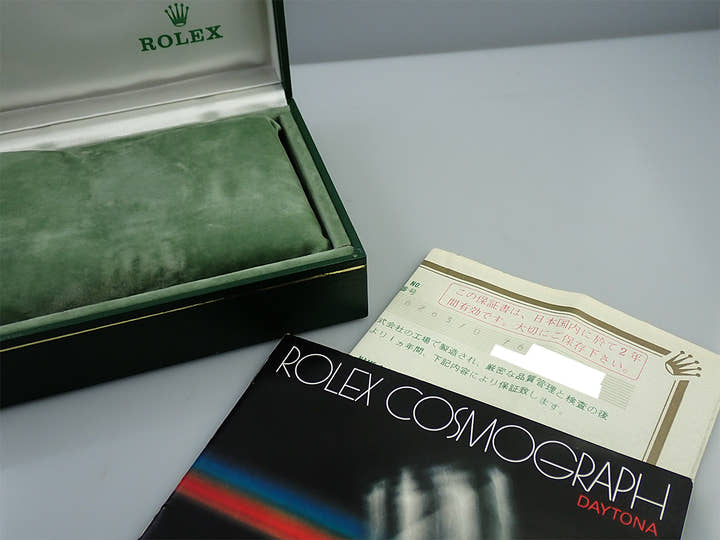 ROLEX
NO
番号
この保証書は、日本国内に於て2年
間有効です。大切にご保存下さい。
式会社の工場で製造され、厳密な品質管理と検査の後
より1ヵ年間、下記内容により保証致します。
ROLEX COSMOGRAPH
DAYTONA